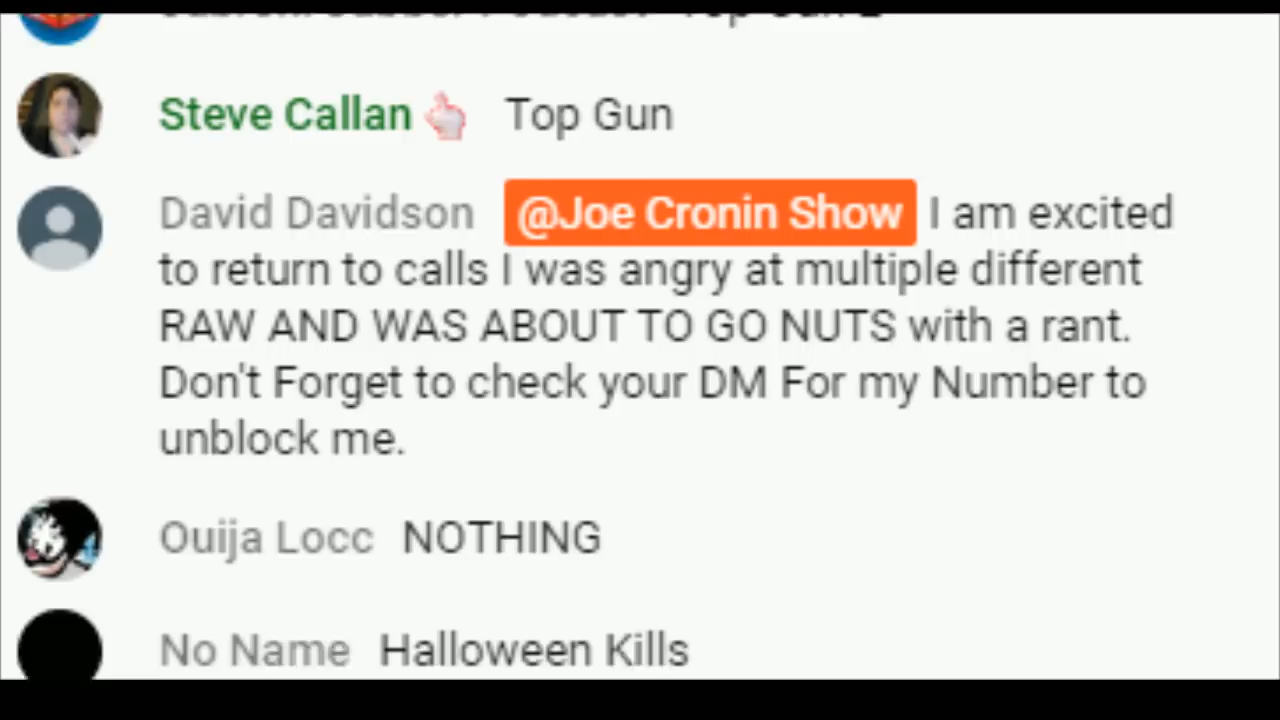 Steve Callan Top Gun
David Davidson @Joe Cronin Show I am excited
to return to calls I was angry at multiple different
RAW AND WAS ABOUT TO GO NUTS with a rant.
Don't Forget to check your DM For my Number to
unblock me.
Ouija Locc NOTHING
No Name Halloween Kills